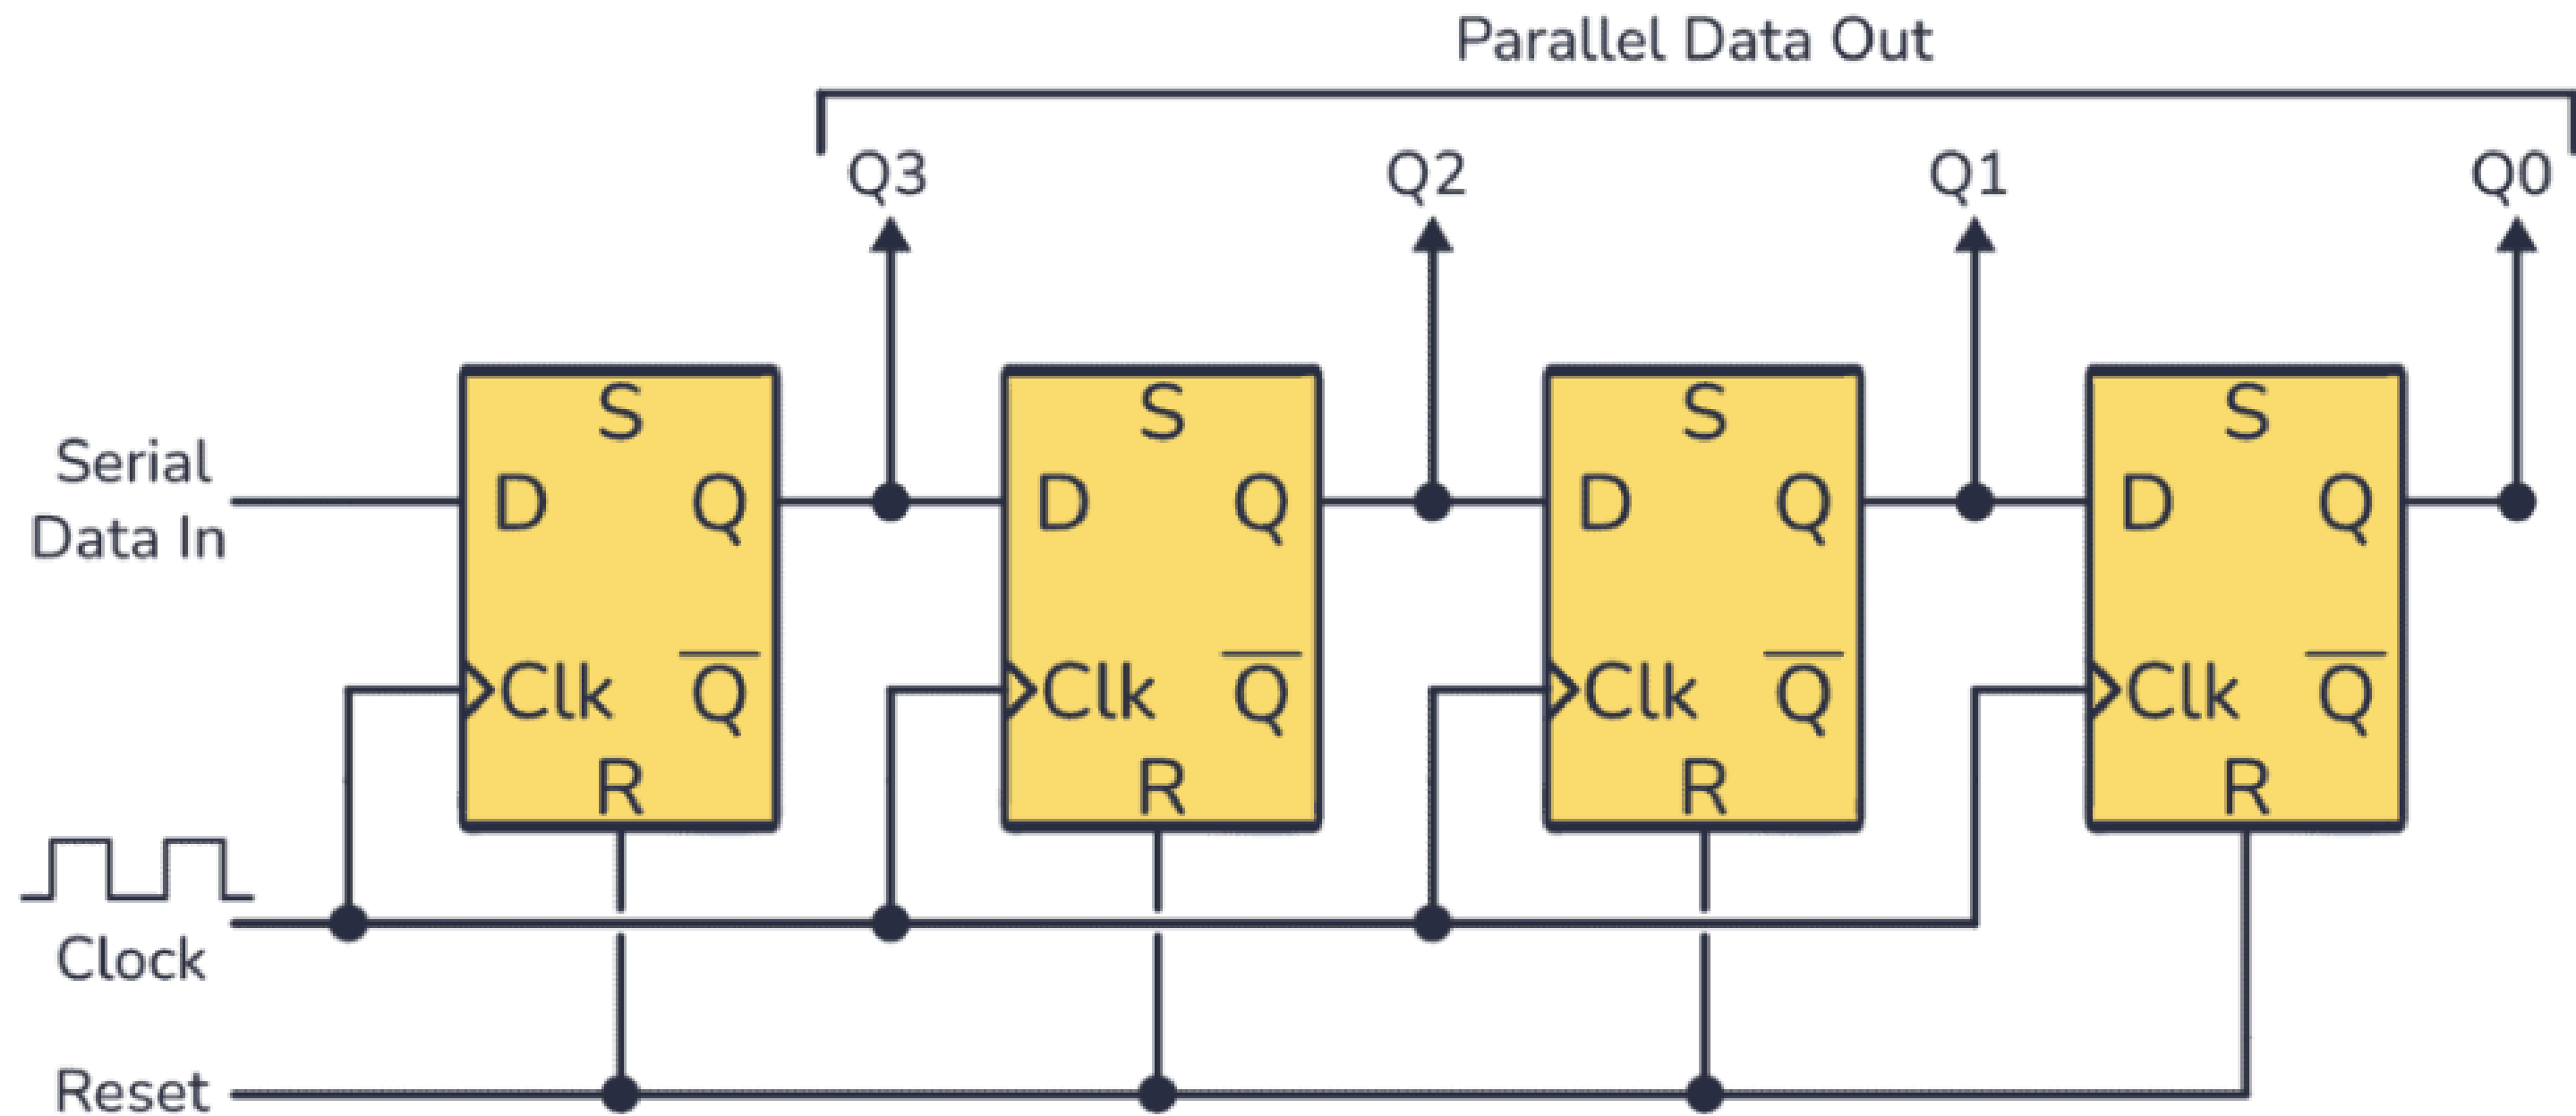 Parallel Data Out
Q3 Q2 Q1 Q0
S S S S
Serial
Data In
D Q D Q D Q D Q
Clk Q̅ Clk Q̅ Clk Q̅ Clk Q̅
R R R R
Clock
Reset